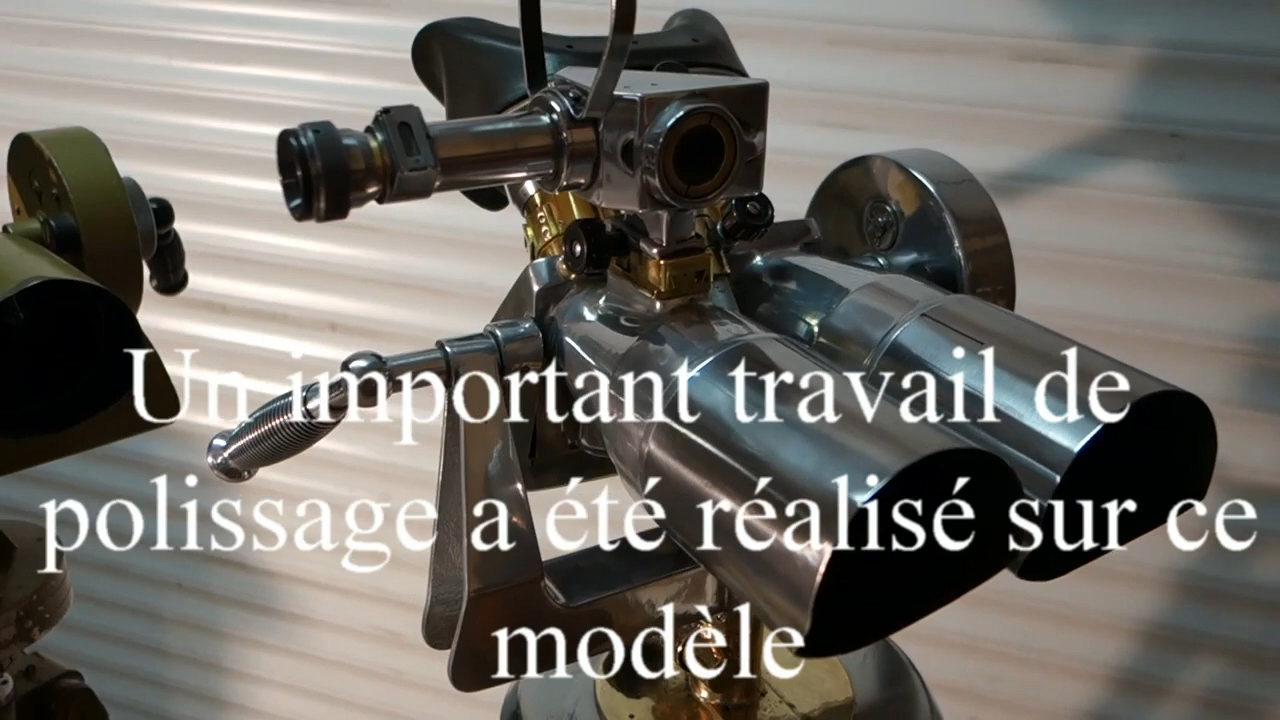 Un important travail de
polissage a été réalisé sur ce
modèle